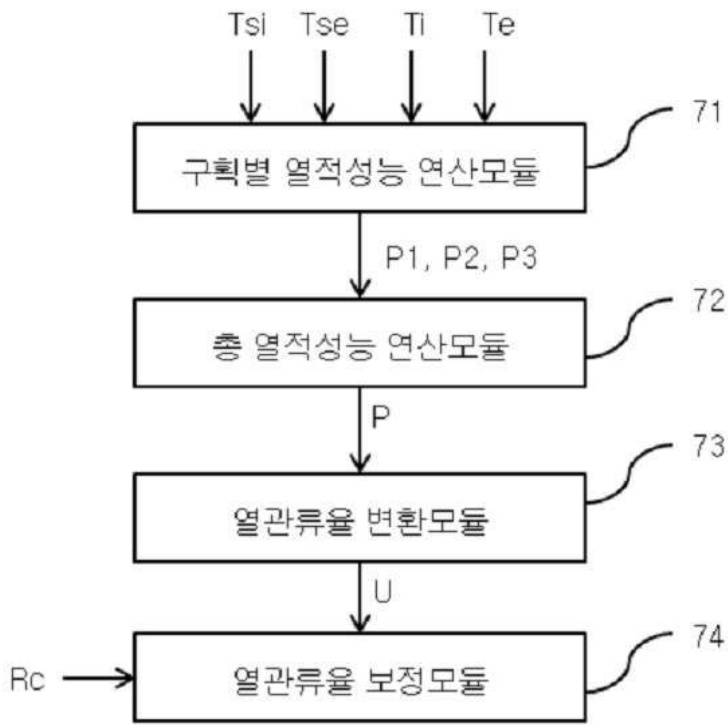 Tsi Tse Ti Te
71
구획별 열적성능 연산모듈
P1, P2, P3
72
총 열적성능 연산모듈
P
73
열관류율 변환모듈
U
74
Rc
열관류율 보정모듈